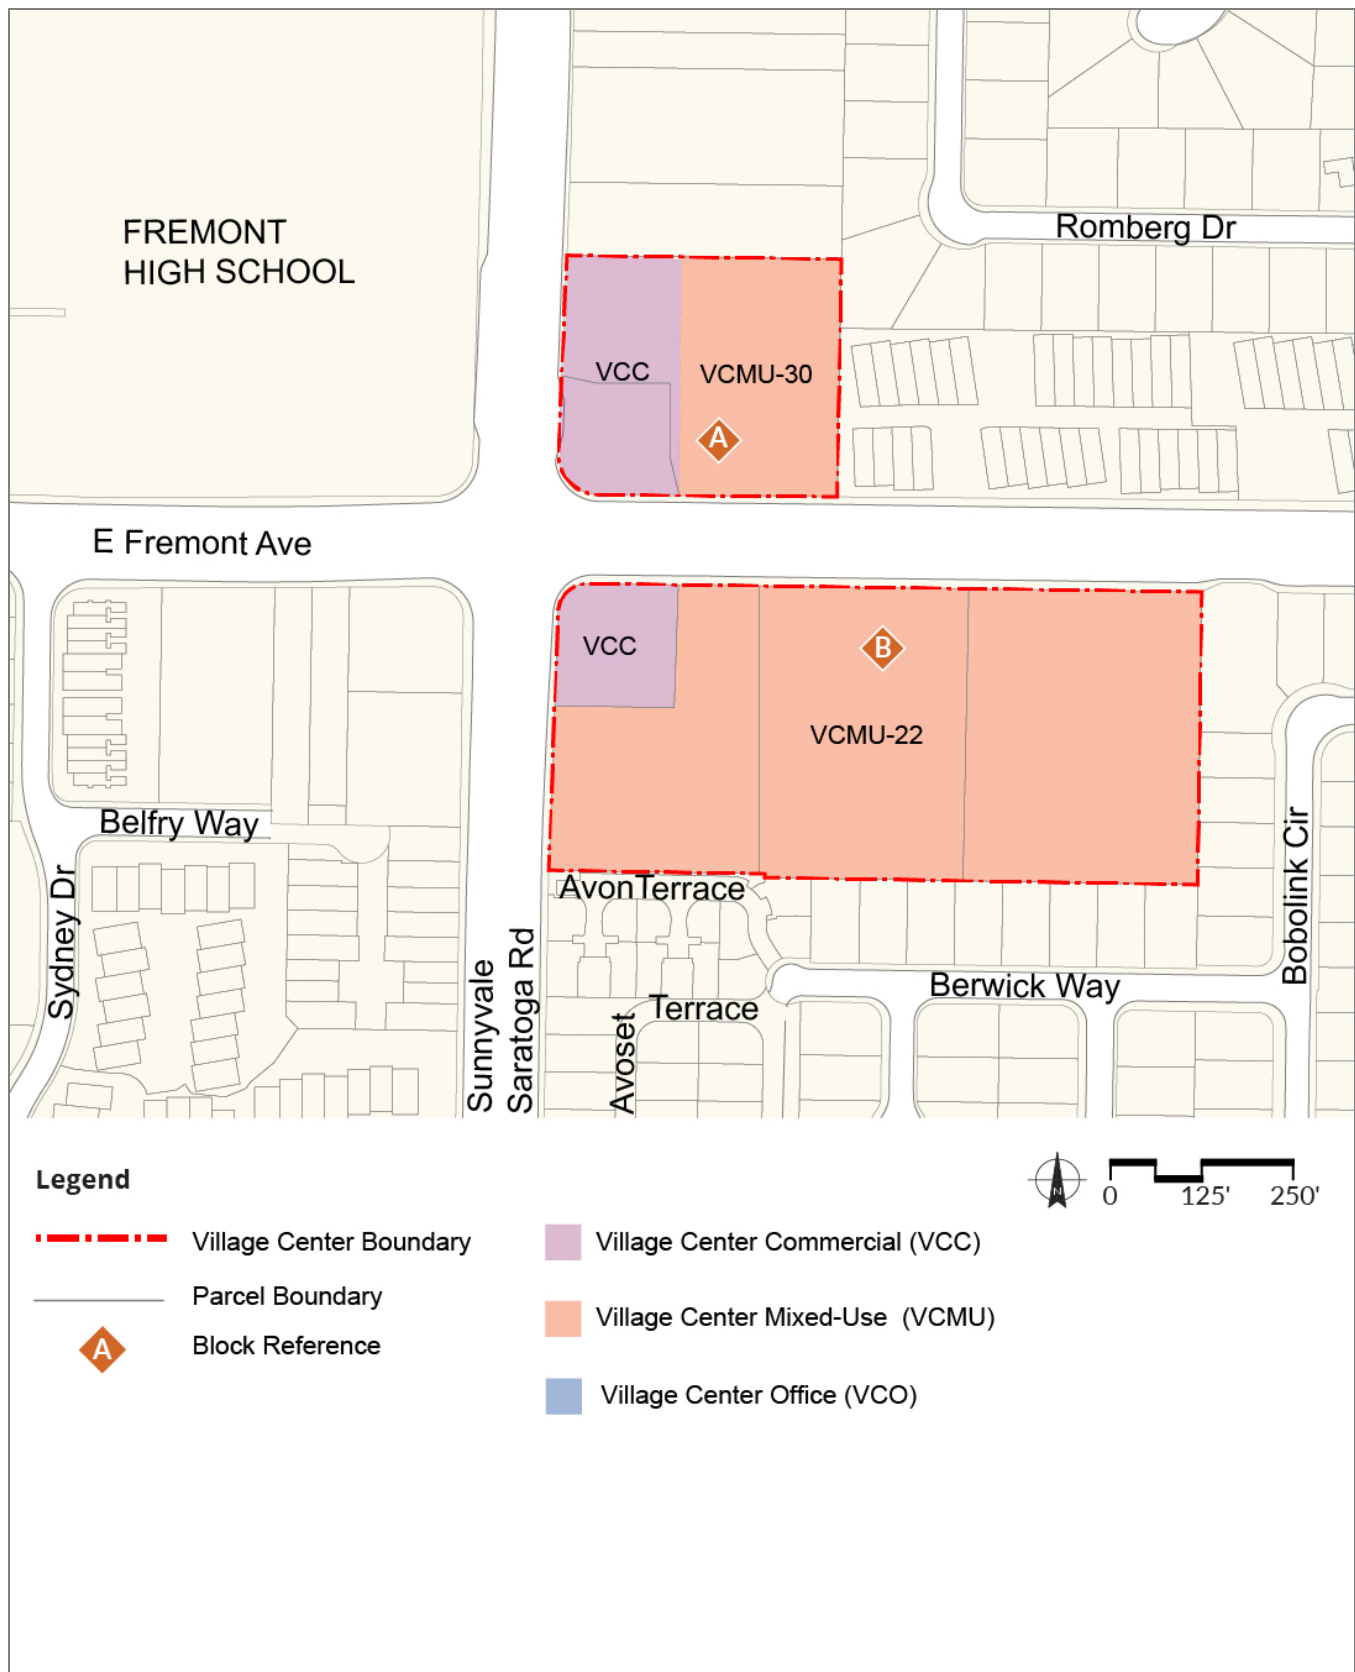 FREMONT
HIGH SCHOOL
Romberg Dr
VCC
VCMU-30
A
E Fremont Ave
VCC
B
VCMU-22
Belfry Way
Sydney Dr
AvonTerrace
Bobolink Cir
Sunnyvale
Saratoga Rd
Avoset
Terrace
Berwick Way
Legend
N
0 125' 250'
Village Center Boundary
Parcel Boundary
A Block Reference
Village Center Commercial (VCC)
Village Center Mixed-Use (VCMU)
Village Center Office (VCO)